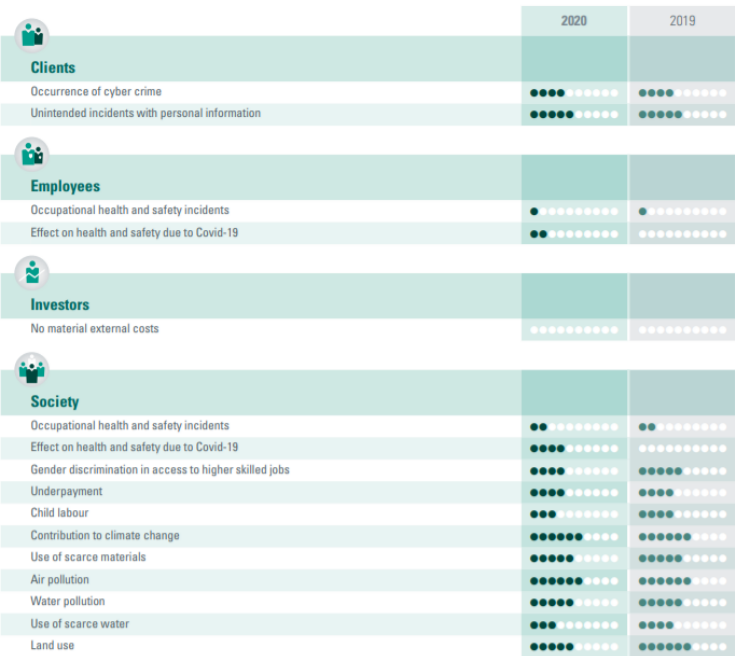 2020 2019
Clients
Occurrence of cyber crime
Unintended incidents with personal information
Employees
Occupational health and safety incidents
Effect on health and safety due to Covid-19
Investors
No material external costs
Society
Occupational health and safety incidents
Effect on health and safety due to Covid-19
Gender discrimination in access to higher skilled jobs
Underpayment
Child labour
Contribution to climate change
Use of scarce materials
Air pollution
Water pollution
Use of scarce water
Land use